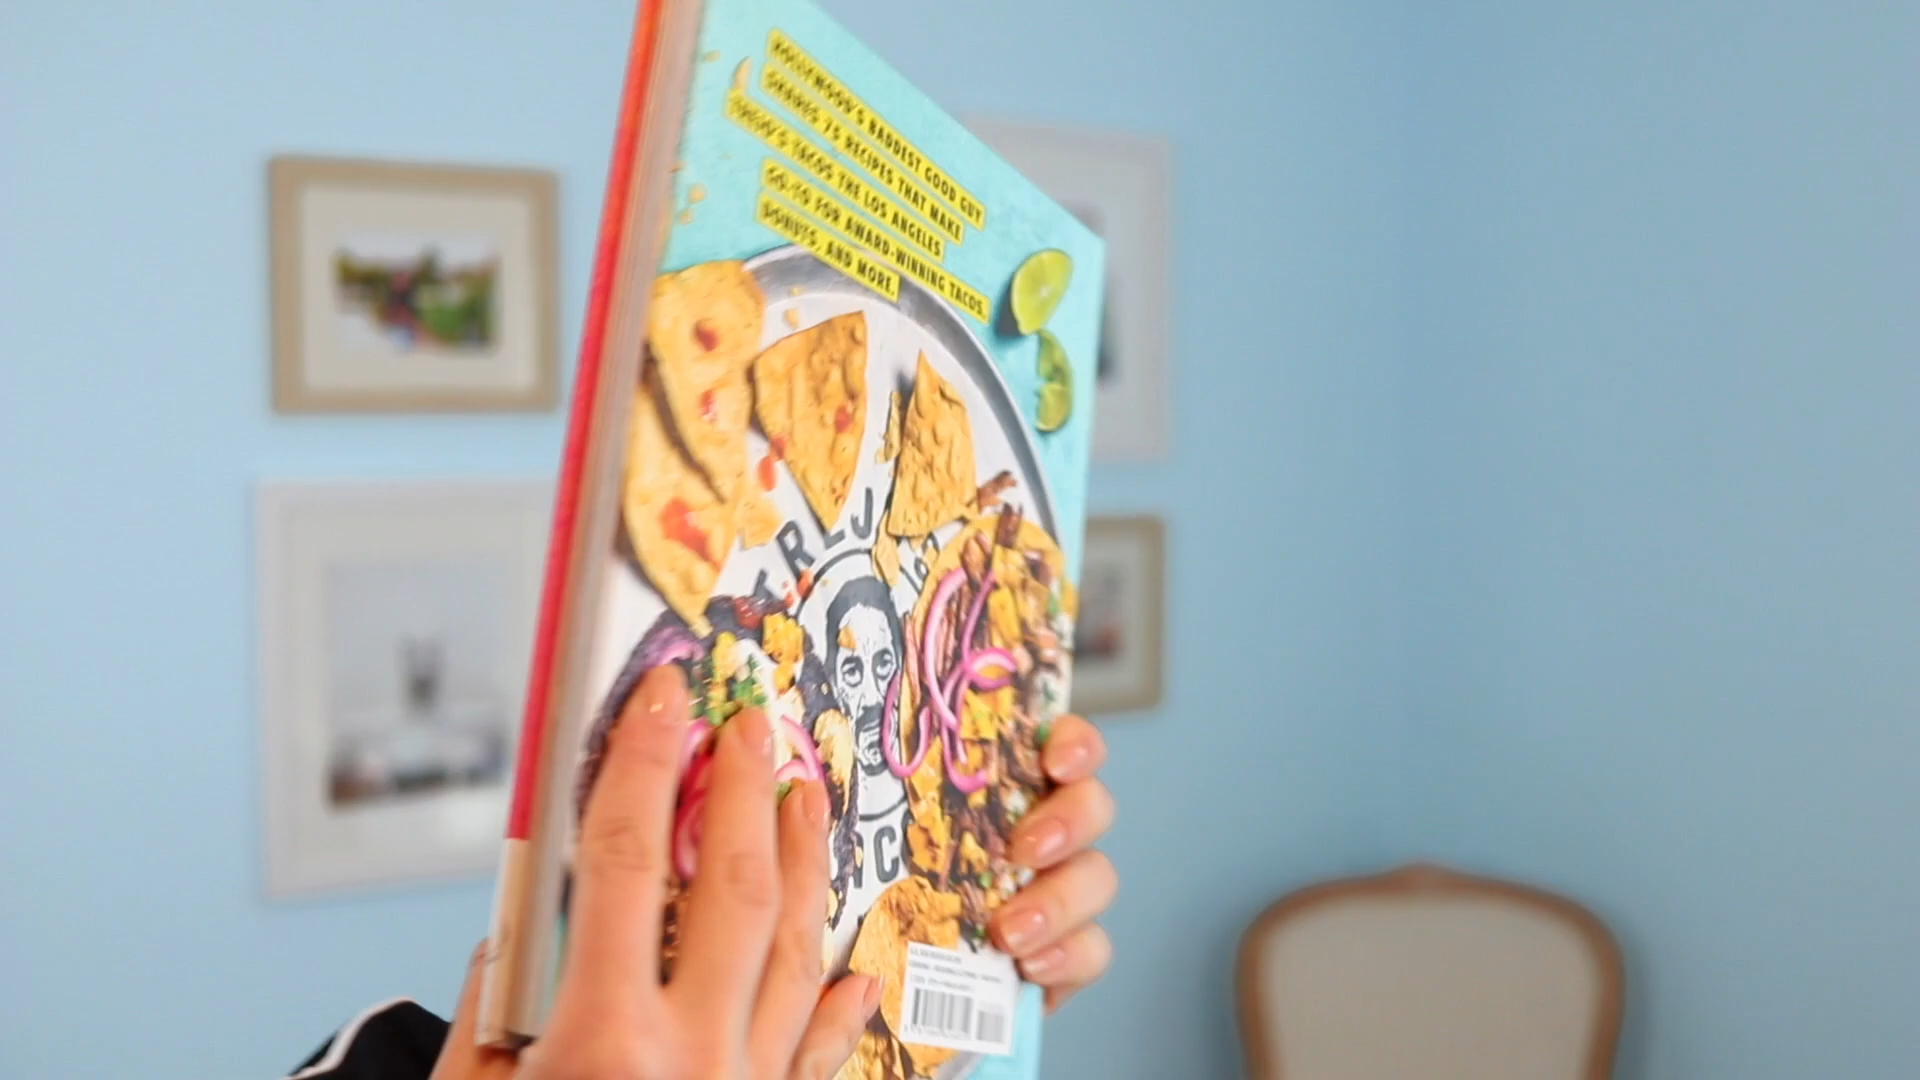 HOLLYWOOD'S BADDEST GOOD GUY
SHARES 75 RECIPES THAT MAKE
TREJO'S TACOS THE LOS ANGELES
GO-TO FOR AWARD-WINNING TACOS,
DONUTS, AND MORE.
TREJ